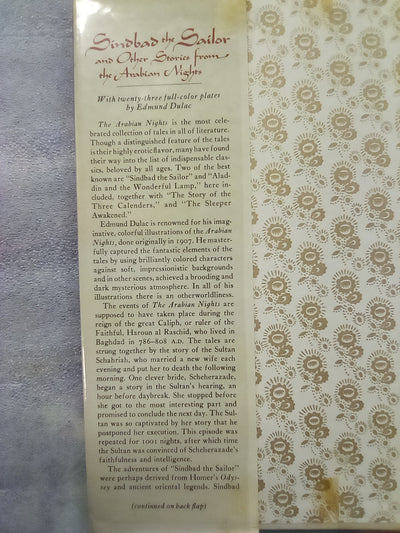 Sindbad the Sailor
and Other Stories from
the Arabian Nights
With twenty-three full-color plates
by Edmund Dulac
The Arabian Nights is the most cele-
brated collection of tales in all of literature.
Though a distinguished feature of the tales
is their highly erotic flavor, many have found
their way into the list of indispensable clas-
sics, beloved by all ages. Two of the best
known are "Sindbad the Sailor" and "Alad-
din and the Wonderful Lamp," here in-
cluded, together with "The Story of the
Three Calenders," and "The Sleeper
Awakened."
Edmund Dulac is renowned for his imag-
inative, colorful illustrations of the Arabian
Nights, done originally in 1907. He master-
fully captured the fantastic elements of the
tales by using brilliantly colored characters
against soft, impressionistic backgrounds
and in other scenes, achieved a brooding and
dark mysterious atmosphere. In all of his
illustrations there is an otherworldliness.
The events of The Arabian Nights are
supposed to have taken place during the
reign of the great Caliph, or ruler of the
Faithful, Haroun al Raschid, who lived in
Baghdad in 786-808 A.D. The tales are
strung together by the story of the Sultan
Schahriah, who married a new wife each
evening and put her to death the following
morning. One clever bride, Scheherazade,
began a story in the Sultan's hearing, an
hour before daybreak. She stopped before
she got to the most interesting part and
promised to conclude the next day. The Sul-
tan was so captivated by her story that he
postponed her execution. This episode was
repeated for 1001 nights, after which time
the Sultan was convinced of Scheherazade's
faithfulness and intelligence.
The adventures of "Sindbad the Sailor"
were perhaps derived from Homer's Odys-
sey and ancient oriental legends. Sindbad
(continued on back flap)